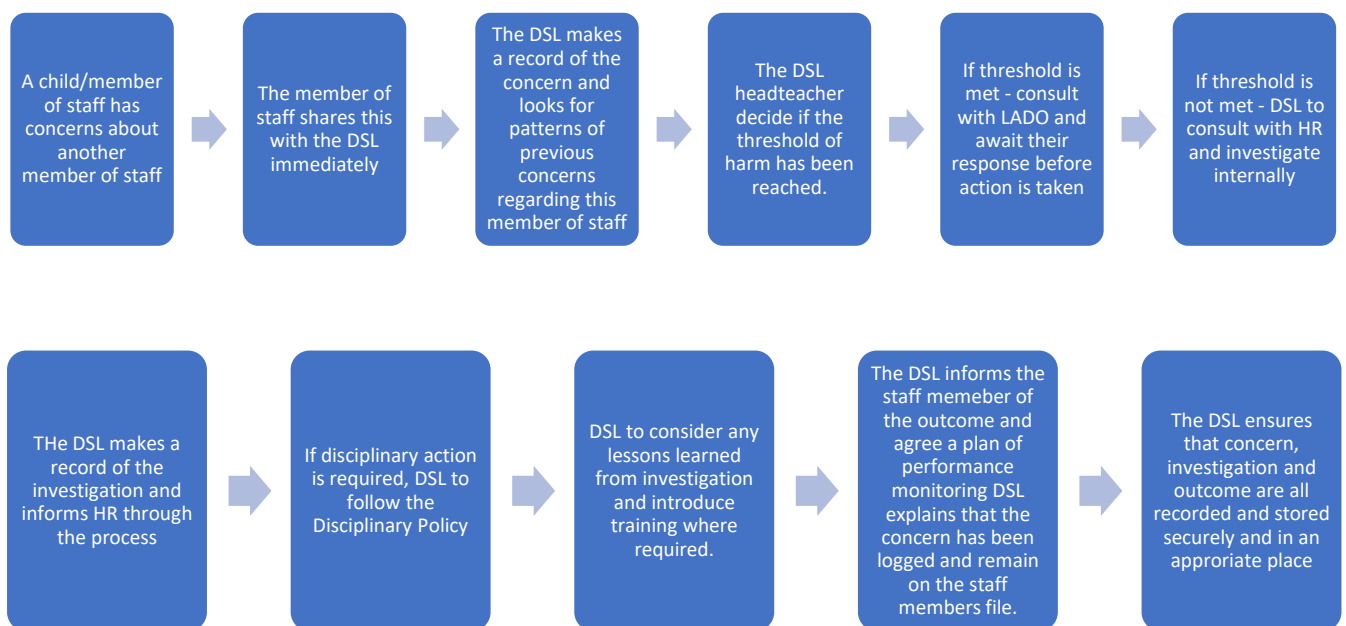 A child/member
of staff has
concerns about
another
member of staff
The member of
staff shares this
with the DSL
immediately
The DSL makes
a record of the
concern and
looks for
patterns of
previous
concerns
regarding this
member of staff
The DSL
headteacher
decide if the
threshold of
harm has been
reached.
If threshold is
met - consult
with LADO and
await their
response before
action is taken
If threshold is
not met - DSL to
consult with HR
and investigate
internally
THe DSL makes a
record of the
investigation and
informs HR through
the process
If disciplinary action
is required, DSL to
follow the
Disciplinary Policy
DSL to consider any
lessons learned
from investigation
and introduce
training where
required.
The DSL informs the
staff memeber of
the outcome and
agree a plan of
performance
monitoring DSL
explains that the
concern has been
logged and remain
on the staff
members file.
The DSL ensures
that concern,
investigation and
outcome are all
recorded and stored
securely and in an
approriate place